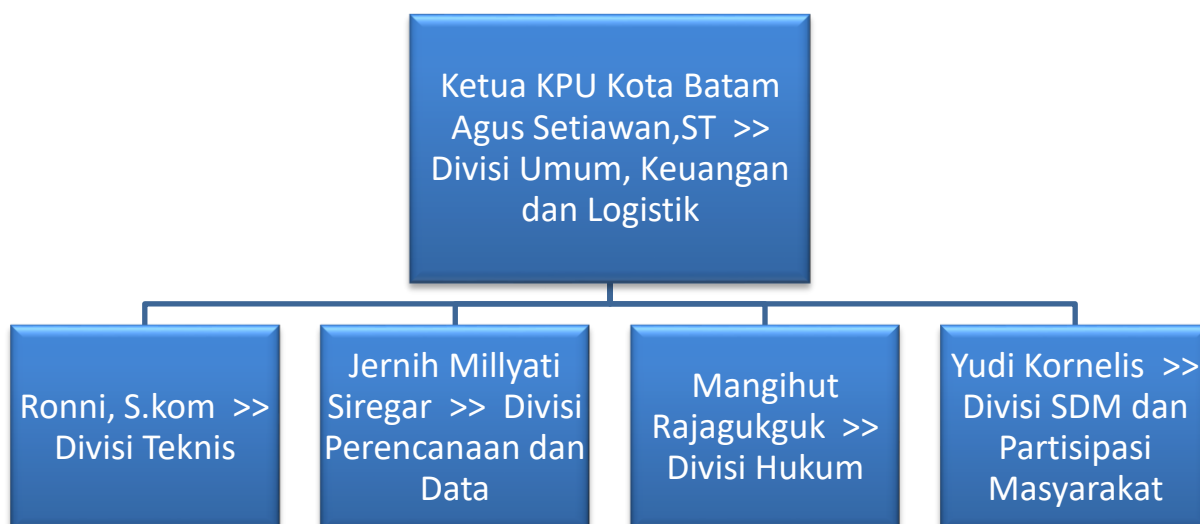 Ketua KPU Kota Batam
Agus Setiawan,ST >>
Divisi Umum, Keuangan
dan Logistik
Ronni, S.kom >>
Divisi Teknis
Jernih Millyati
Siregar >> Divisi
Perencanaan dan
Data
Mangihut
Rajagukguk >>
Divisi Hukum
Yudi Kornelis >>
Divisi SDM dan
Partisipasi
Masyarakat